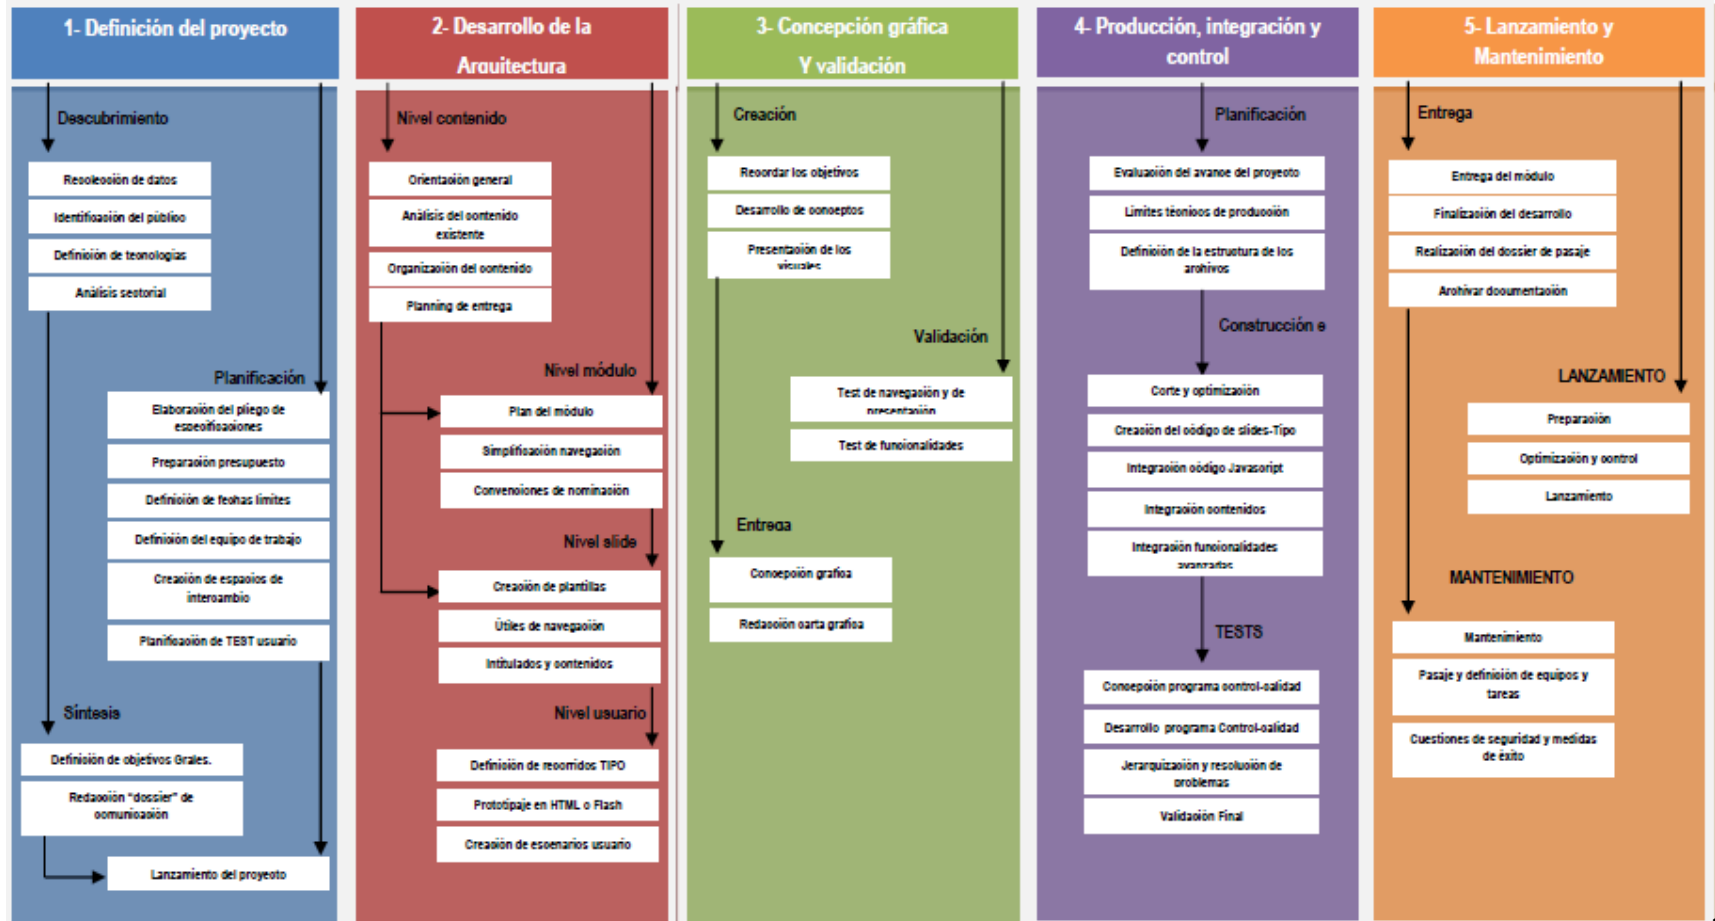 1- Definición del proyecto
Descubrimiento
Recolección de datos
Identificación del público
Definición de tecnologías
Análisis sectorial
Planificación
Elaboración del pliego de
especificaciones
Preparación presupuesto
Definición de fechas límites
Definición del equipo de trabajo
Creación de espacios de
intercambio
Planificación de TEST usuario
Síntesis
Definición de objetivos Grales.
Redacción "dossier" de
comunicación
Lanzamiento del proyecto
2- Desarrollo de la
Arquitectura
Nivel contenido
Orientación general
Análisis del contenido
existente
Organización del contenido
Planning de entrega
Nivel módulo
Plan del módulo
Simplificación navegación
Convenciones de nominación
Nivel slide
Creación de plantillas
Útiles de navegación
Intitulados y contenidos
Nivel usuario
Definición de recorridos TIPO
Prototipaje en HTML o Flash
Creación de escenarios usuario
3- Concepción gráfica
Y validación
Creación
Recordar los objetivos
Desarrollo de conceptos
Presentación de los
visuales
Validación
Test de navegación y de
presentación
Test de funcionalidades
Entrega
Concepción grafica
Redacción carta grafica
4- Producción, integración y
control
Planificación
Evaluación del avance del proyecto
Limites técnicos de producción
Definición de la estructura de los
archivos
Construcción e
Corte y optimización
Creación del código de slides-Tipo
Integración código Javascript
Integración contenidos
Integración funcionalidades
avanzadas
TESTS
Concepción programa control-calidad
Desarrollo programa Control-calidad
Jerarquización y resolución de
problemas
Validación Final
5- Lanzamiento y
Mantenimiento
Entrega
Entrega del módulo
Finalización del desarrollo
Realización del dossier de pasaje
Archivar documentación
LANZAMIENTO
Preparación
Optimización y control
Lanzamiento
MANTENIMIENTO
Mantenimiento
Pasaje y definición de equipos y
tareas
Cuestiones de seguridad y medidas
de éxito